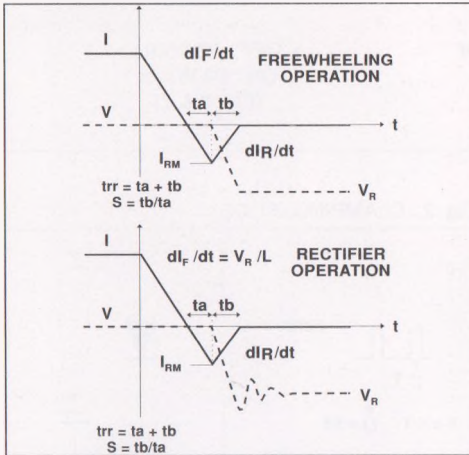 I
dIF/dt
FREEWHEELING
OPERATION
V
ta
tb
t
IRM
dIR/dt
VR
trr = ta + tb
S = tb/ta
I
dIF/dt = VR/L
RECTIFIER
OPERATION
V
ta
tb
t
IRM
dIR/dt
VR
trr = ta + tb
S = tb/ta